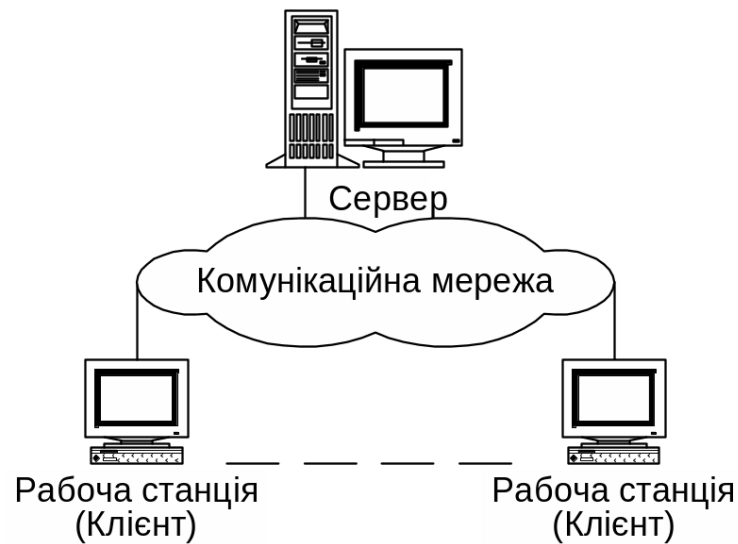 Сервер
Комунікаційна мережа
Рабоча станція
(Клієнт)
Рабоча станція
(Клієнт)